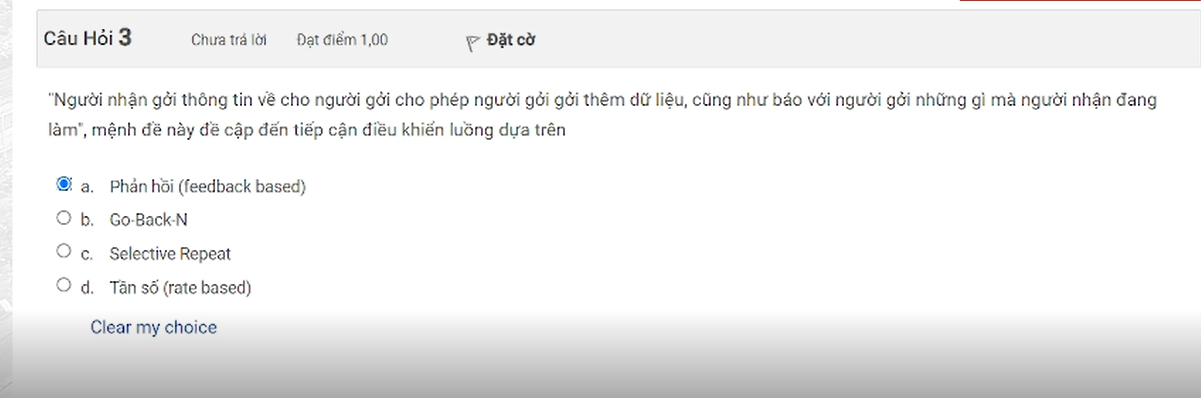 Câu Hỏi 3 Chưa trả lời Đạt điểm 1,00 Đặt cờ
"Người nhận gởi thông tin về cho người gởi cho phép người gởi gởi thêm dữ liệu, cũng như báo với người gởi những gì mà người nhận đang
làm", mệnh đề này đề cập đến tiếp cận điều khiển luồng dựa trên
a. Phản hồi (feedback based)
b. Go-Back-N
c. Selective Repeat
d. Tần số (rate based)
Clear my choice